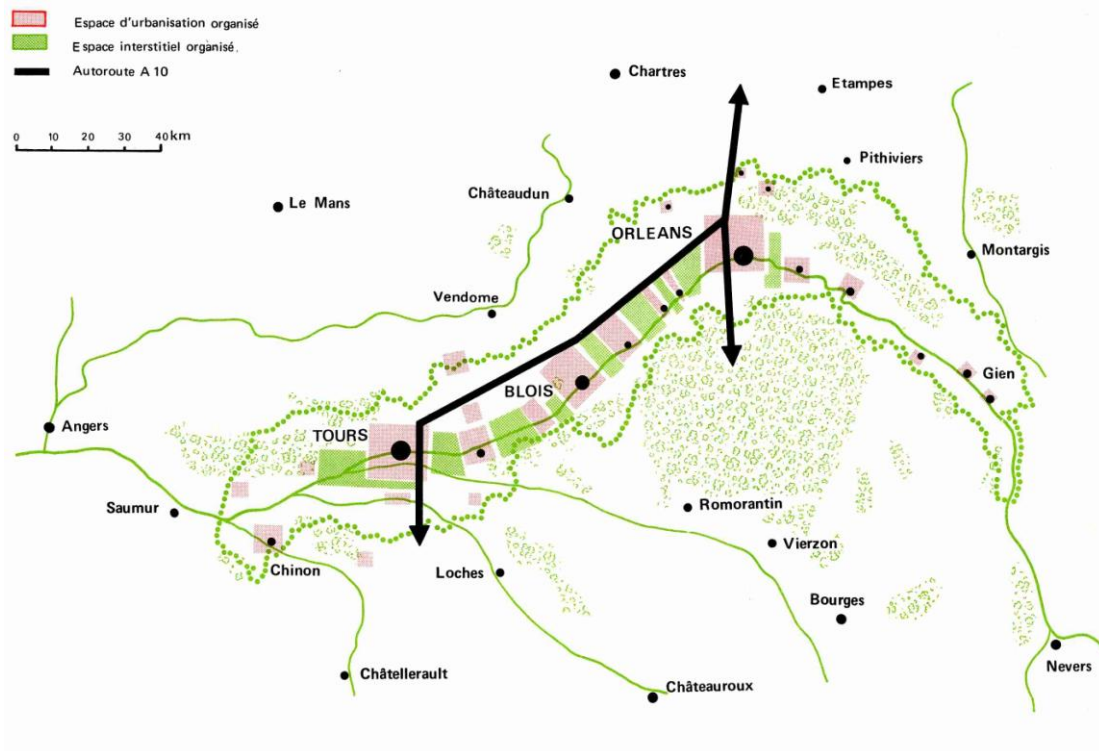 Espace d'urbanisation organisé
Espace interstitiel organisé.
Autoroute A 10
0 10 20 30 40 km
Chartres
Etampes
Pithiviers
Le Mans
Châteaudun
ORLEANS
Montargis
Vendome
BLOIS
Gien
Angers
TOURS
Saumur
Romorantin
Vierzon
Chinon
Loches
Bourges
Nevers
Châtellerault
Châteauroux